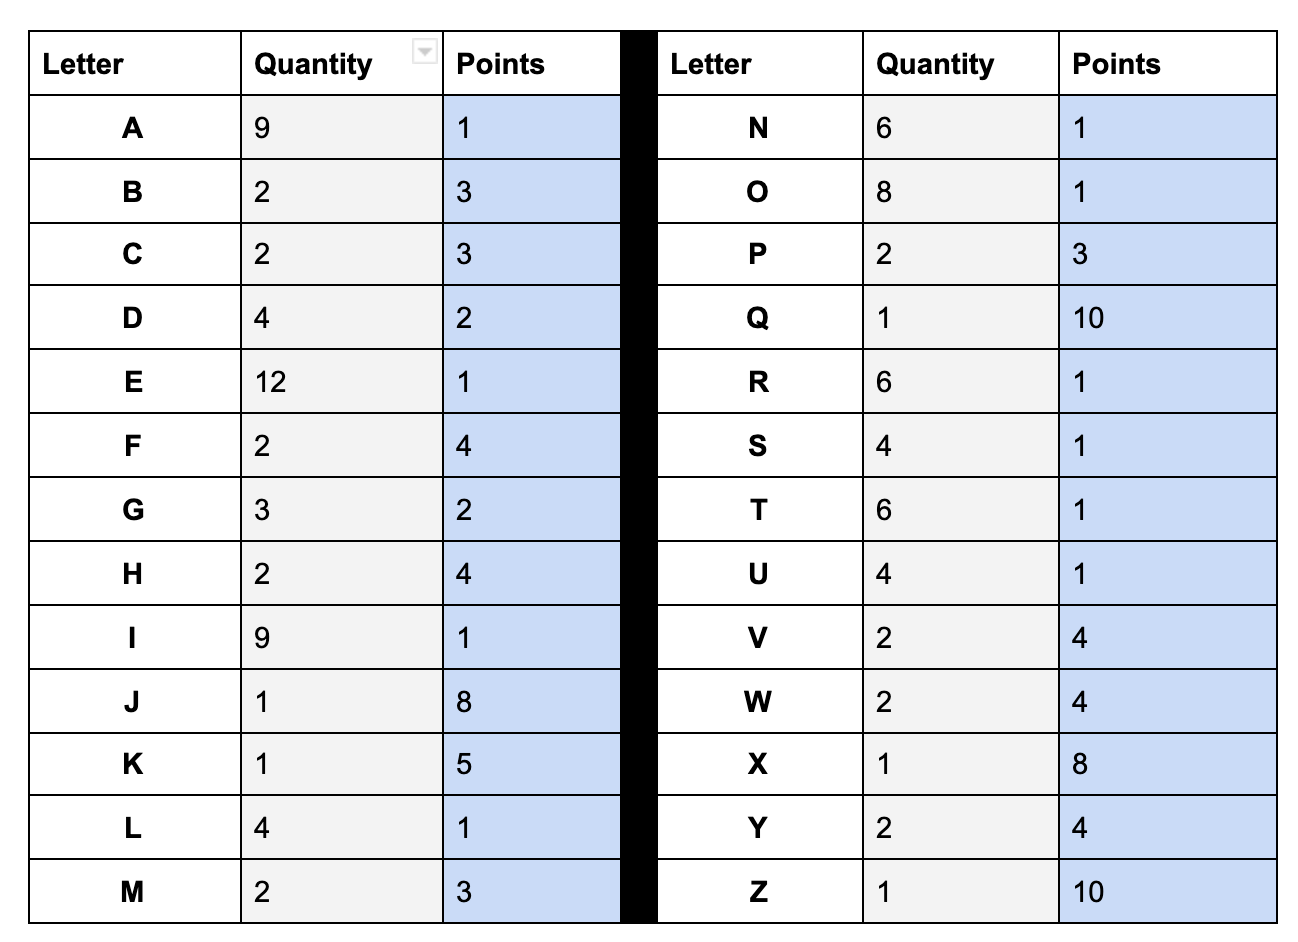 Letter Quantity Points Letter Quantity Points
A 9 1 N 6 1
B 2 3 O 8 1
C 2 3 P 2 3
D 4 2 Q 1 10
E 12 1 R 6 1
F 2 4 S 4 1
G 3 2 T 6 1
H 2 4 U 4 1
I 9 1 V 2 4
J 1 8 W 2 4
K 1 5 X 1 8
L 4 1 Y 2 4
M 2 3 Z 1 10